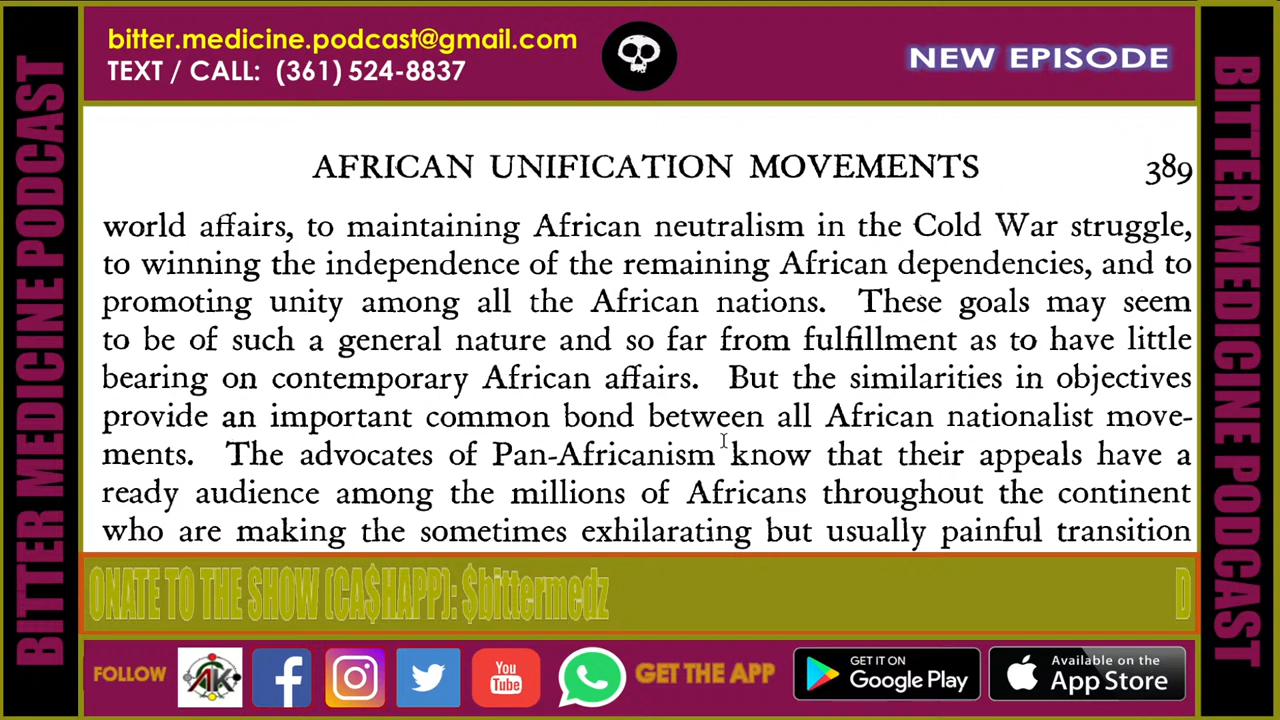 bitter.medicine.podcast@gmail.com
TEXT / CALL: (361) 524-8837
NEW EPISODE
BITTER MEDICINE PODCAST
AFRICAN UNIFICATION MOVEMENTS 389
world affairs, to maintaining African neutralism in the Cold War struggle,
to winning the independence of the remaining African dependencies, and to
promoting unity among all the African nations. These goals may seem
to be of such a general nature and so far from fulfillment as to have little
bearing on contemporary African affairs. But the similarities in objectives
provide an important common bond between all African nationalist move-
ments. The advocates of Pan-Africanism know that their appeals have a
ready audience among the millions of Africans throughout the continent
who are making the sometimes exhilarating but usually painful transition
BITTER MEDICINE PODCAST
ONATE TO THE SHOW (CA$HAPP): $bittermedz D
FOLLOW
ATK
f
You
Tube
GET THE APP
GET IT ON
Google Play
Available on the
App Store